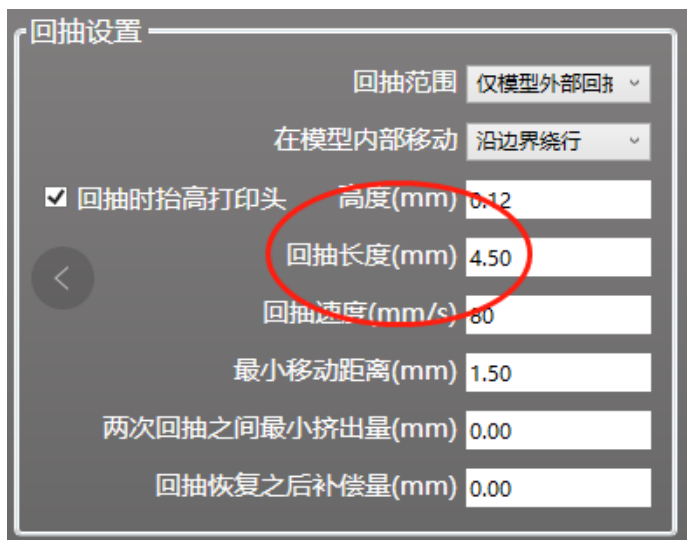 回抽设置
回抽范围 仅模型外部回抽
在模型内部移动 沿边界绕行
回抽时抬高打印头 高度(mm) 0.12
回抽长度(mm) 4.50
回抽速度(mm/s) 80
最小移动距离(mm) 1.50
两次回抽之间最小挤出量(mm) 0.00
回抽恢复之后补偿量(mm) 0.00